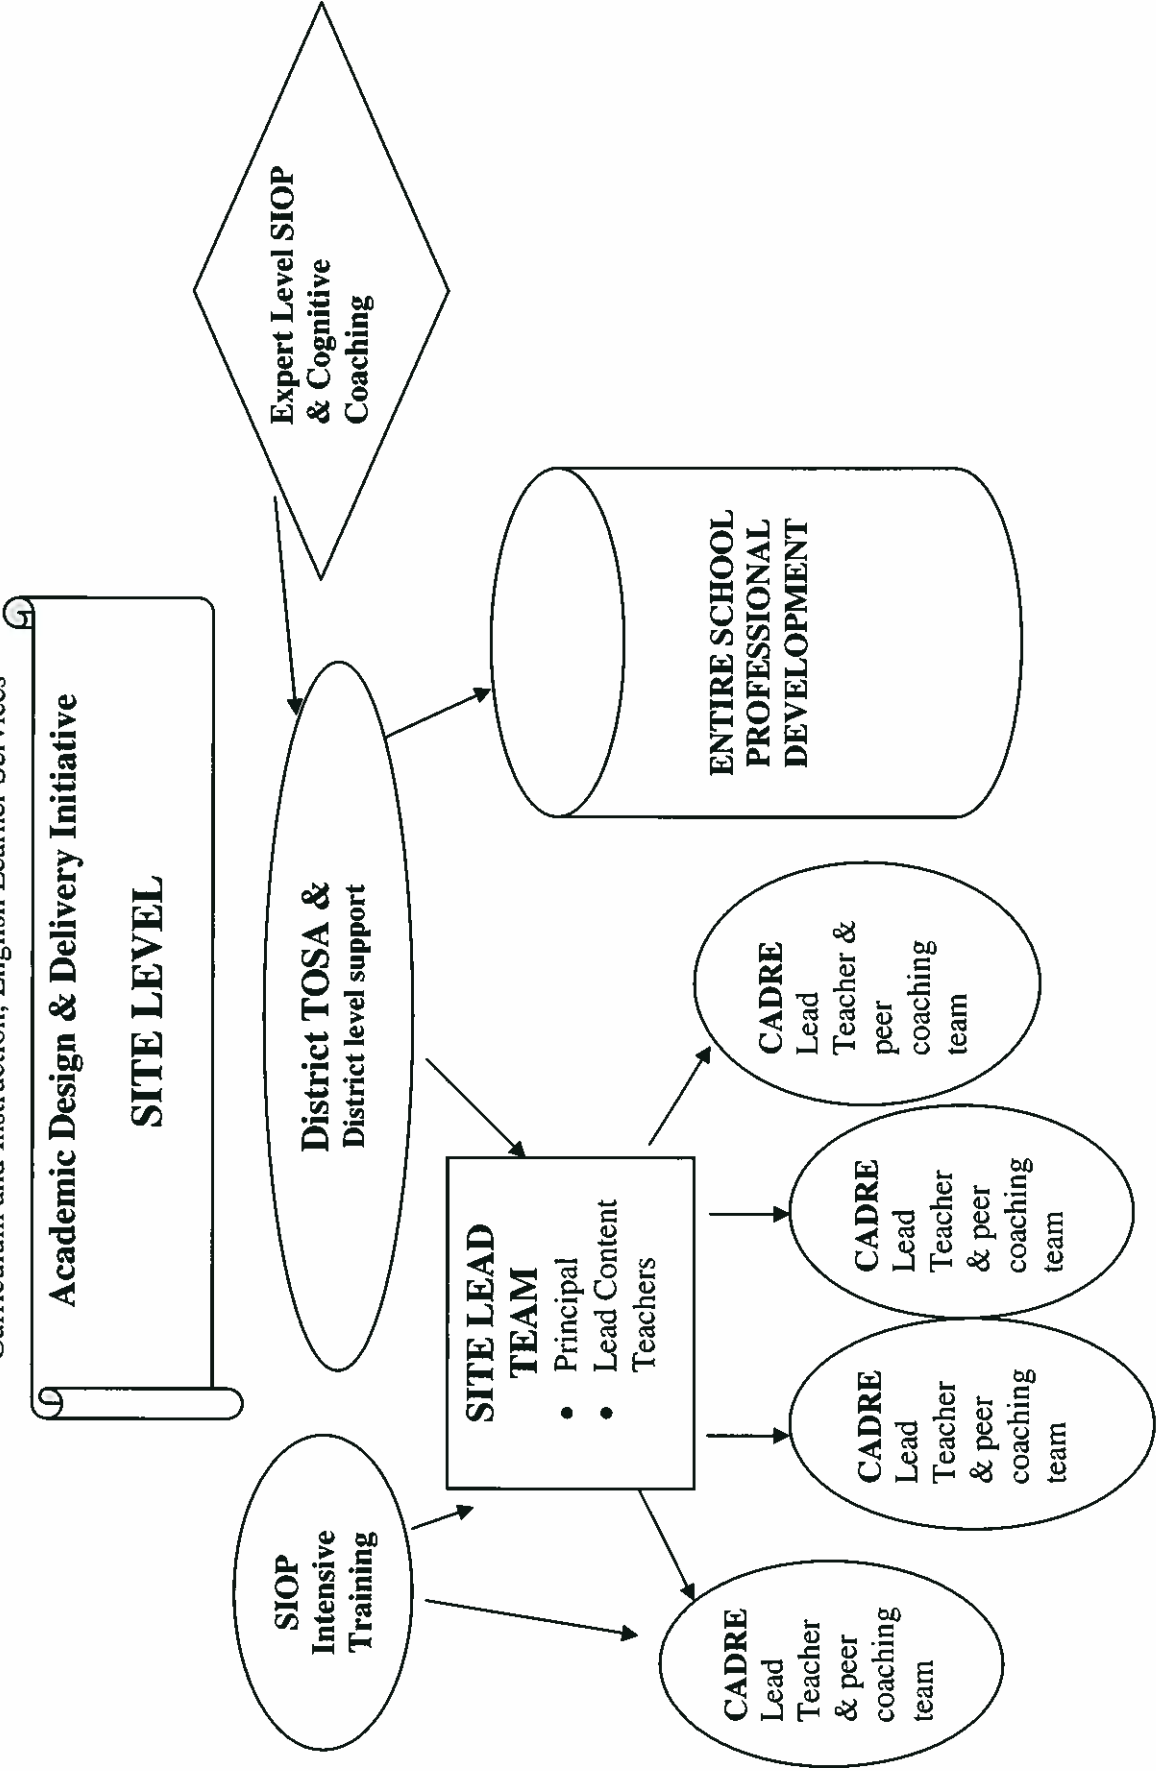 Curriculum and Instruction, English Learner Services
Academic Design & Delivery Initiative
SITE LEVEL
SIOP
Intensive
Training
District TOSA &
District level support
Expert Level SIOP
& Cognitive
Coaching
SITE LEAD
TEAM
• Principal
• Lead Content
Teachers
ENTIRE SCHOOL
PROFESSIONAL
DEVELOPMENT
CADRE
Lead
Teacher
& peer
coaching
team
CADRE
Lead
Teacher
& peer
coaching
team
CADRE
Lead
Teacher
& peer
coaching
team
CADRE
Lead
Teacher &
peer
coaching
team